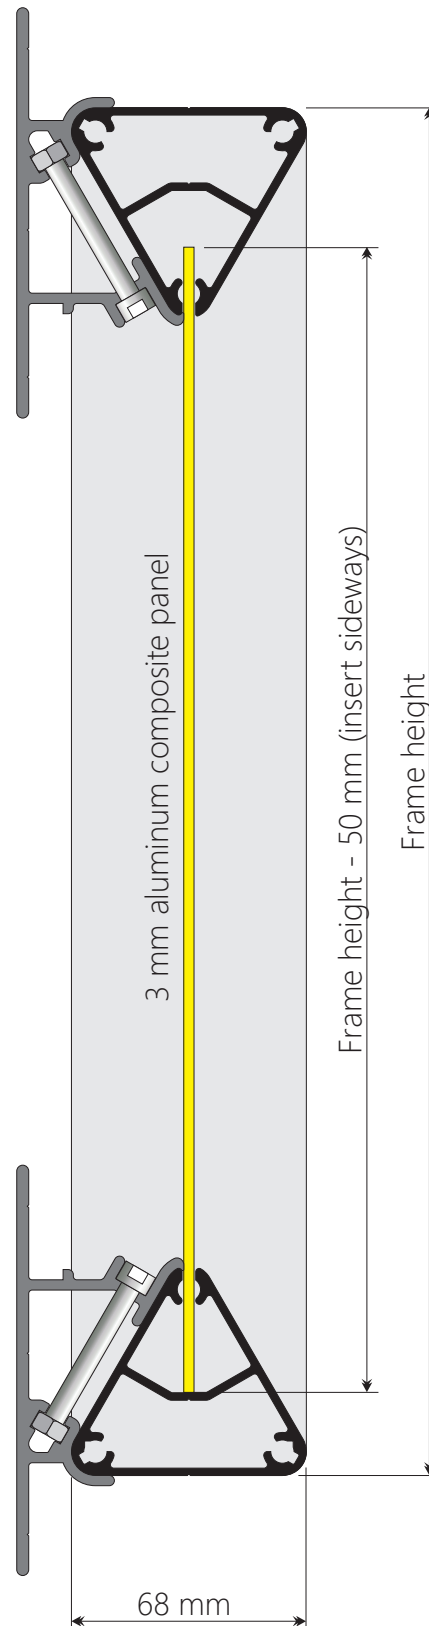 3 mm aluminum composite panel
Frame height - 50 mm (insert sideways)
Frame height
68 mm